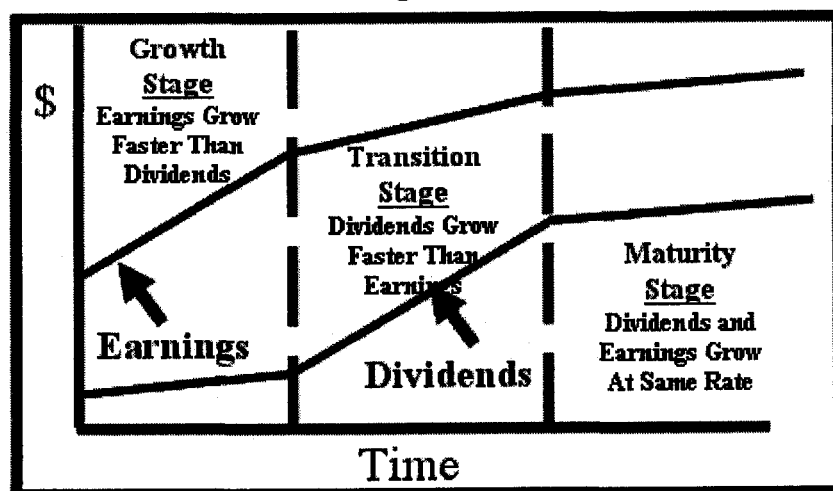 Growth
Stage
Earnings Grow
Faster Than
Dividends
$
Transition
Stage
Dividends Grow
Faster Than
Earnings
Maturity
Stage
Dividends and
Earnings Grow
At Same Rate
Earnings
Dividends
Time